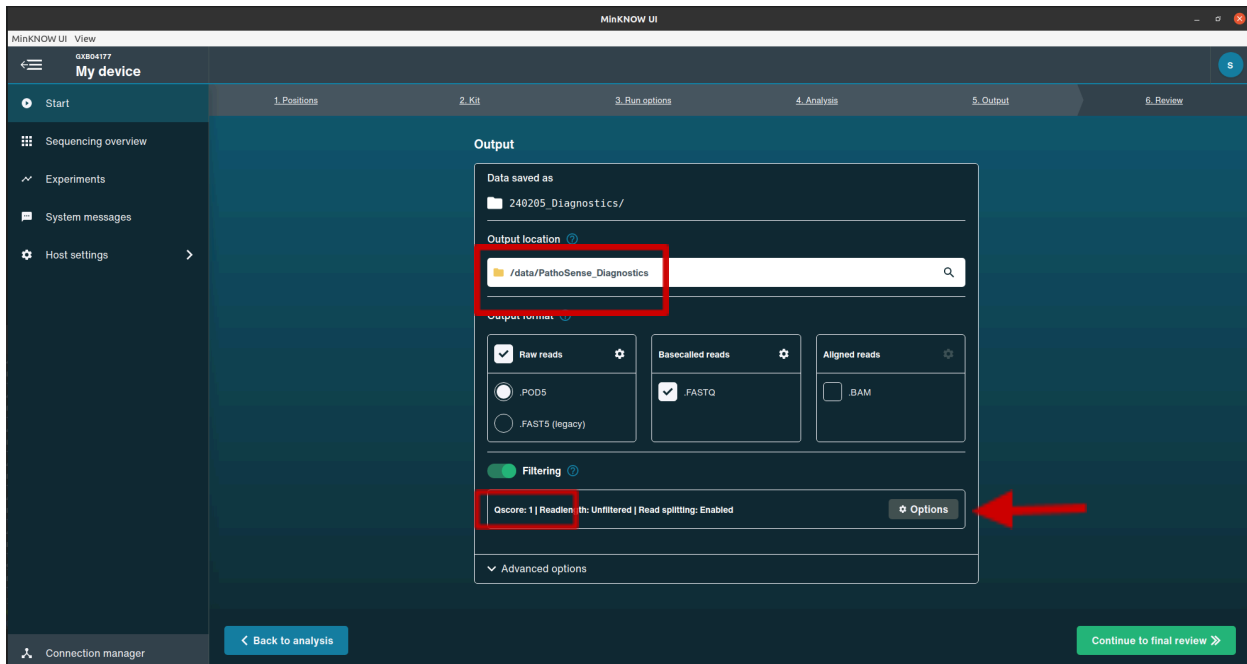 MinKNOW UI
MinKNOW UI View
GXB04177
My device
S
Start
1. Positions
2. Kit
3. Run options
4. Analysis
5. Output
6. Review
Sequencing overview
Experiments
System messages
Host settings
Output
Data saved as
240205_Diagnostics/
Output location
/data/PathoSense_Diagnostics
Output format
Raw reads
Basecalled reads
Aligned reads
.POD5
.FASTQ
.BAM
.FAST5 (legacy)
Filtering
Qscore: 1 | Readlength: Unfiltered | Read splitting: Enabled
Options
Advanced options
Back to analysis
Continue to final review
Connection manager